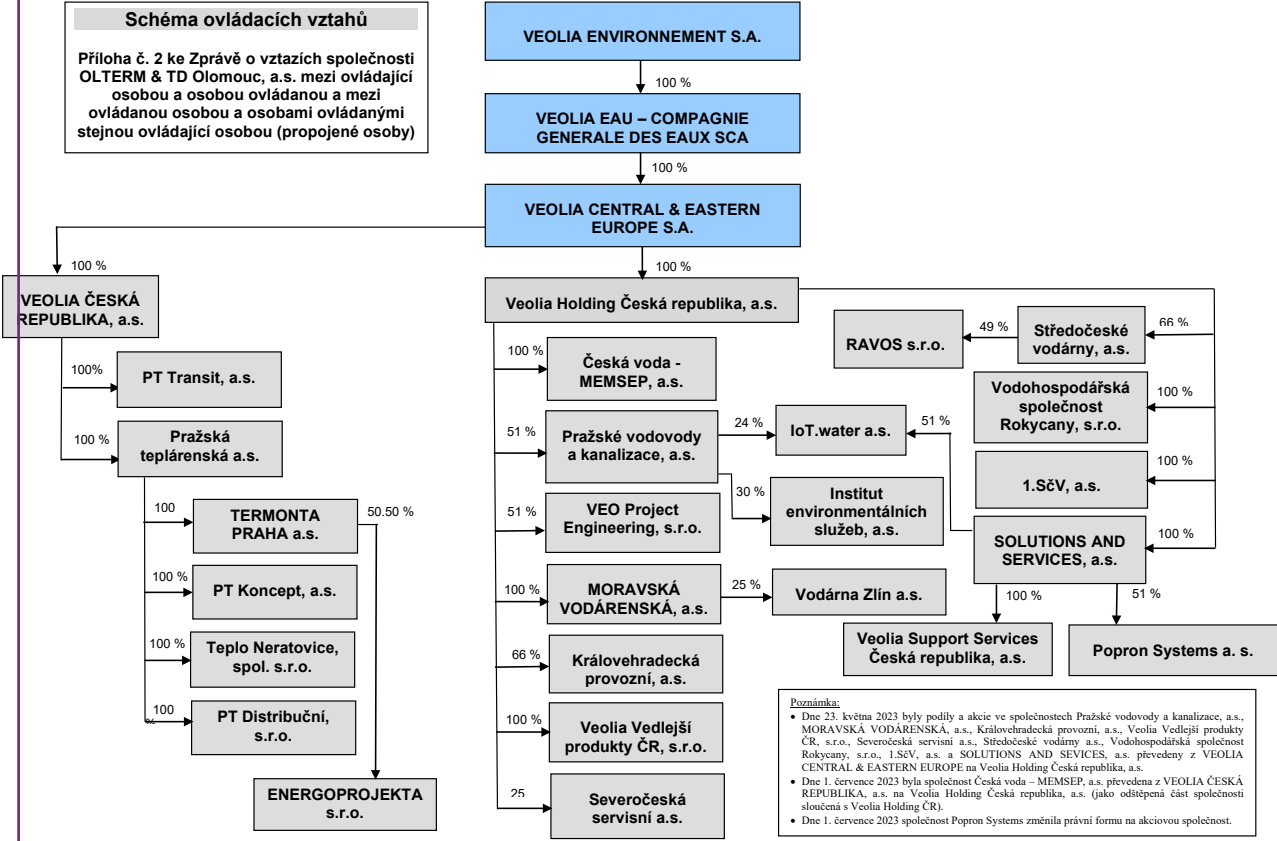 Schéma ovládacích vztahů
Příloha č. 2 ke Zprávě o vztazích společnosti
OLTERM & TD Olomouc, a.s. mezi ovládající
osobou a osobou ovládanou a mezi
ovládanou osobou a osobami ovládanými
stejnou ovládající osobou (propojené osoby)
VEOLIA ENVIRONNEMENT S.A.
100 %
VEOLIA EAU – COMPAGNIE
GENERALE DES EAUX SCA
100 %
VEOLIA CENTRAL & EASTERN
EUROPE S.A.
100 %
100 %
VEOLIA ČESKÁ
REPUBLIKA, a.s.
100%
PT Transit, a.s.
100 %
Pražská
teplárenská a.s.
100
TERMONTA
PRAHA a.s.
50.50 %
100 %
PT Koncept, a.s.
100 %
Teplo Neratovice,
spol. s.r.o.
100
%
PT Distribuční,
s.r.o.
ENERGOPROJEKTA
s.r.o.
Veolia Holding Česká republika, a.s.
100 %
Česká voda -
MEMSEP, a.s.
51 %
Pražské vodovody
a kanalizace, a.s.
24 %
IoT.water a.s.
51 %
30 %
Institut
environmentálních
služeb, a.s.
51 %
VEO Project
Engineering, s.r.o.
100 %
MORAVSKÁ
VODÁRENSKÁ, a.s.
25 %
Vodárna Zlín a.s.
66 %
Královehradecká
provozní, a.s.
100 %
Veolia Vedlejší
produkty ČR, s.r.o.
25
Severočeská
servisní a.s.
RAVOS s.r.o.
49 %
Středočeské
vodárny, a.s.
66 %
Vodohospodářská
společnost
Rokycany, s.r.o.
100 %
1.SčV, a.s.
100 %
SOLUTIONS AND
SERVICES, a.s.
100 %
100 %
51 %
Veolia Support Services
Česká republika, a.s.
Popron Systems a. s.
Poznámka:
• Dne 23. května 2023 byly podíly a akcie ve společnostech Pražské vodovody a kanalizace, a.s.,
MORAVSKÁ VODÁRENSKÁ, a.s., Královehradecká provozní, a.s., Veolia Vedlejší produkty
ČR, s.r.o., Severočeská servisní a.s., Středočeské vodárny a.s., Vodohospodářská společnost
Rokycany, s.r.o., 1.SčV, a.s. a SOLUTIONS AND SEVICES, a.s. převedeny z VEOLIA
CENTRAL & EASTERN EUROPE na Veolia Holding Česká republika, a.s.
• Dne 1. července 2023 byla společnost Česká voda – MEMSEP, a.s. převedena z VEOLIA ČESKÁ
REPUBLIKA, a.s. na Veolia Holding Česká republika, a.s. (jako odštěpená část společnosti
sloučená s Veolia Holding ČR).
• Dne 1. července 2023 společnost Popron Systems změnila právní formu na akciovou společnost.